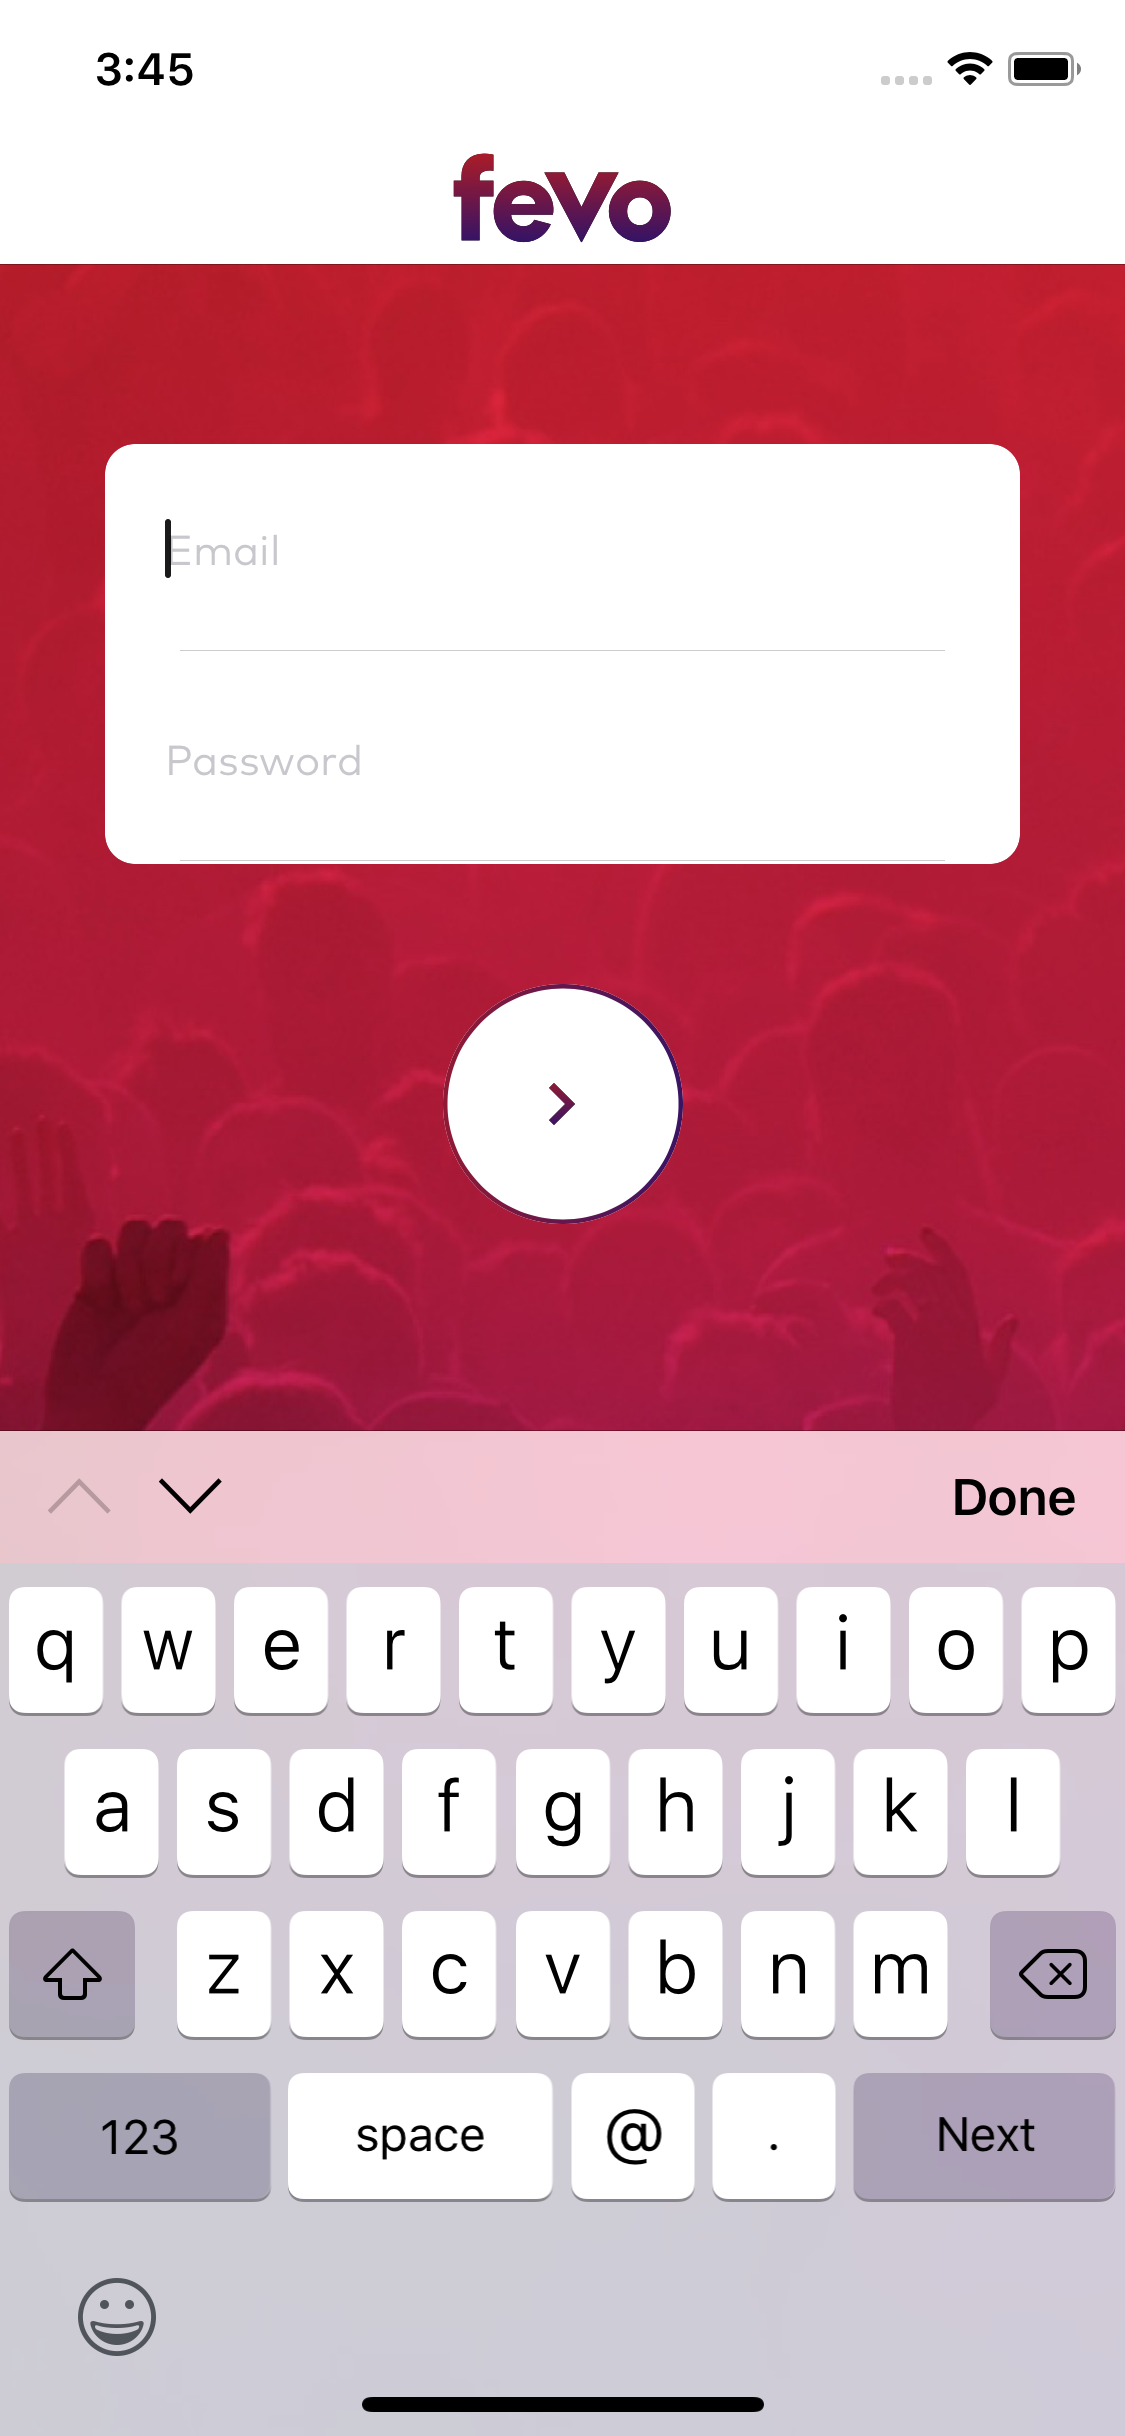 3:45
fevo
Email
Password
Done
q w e r t y u i o p
a s d f g h j k l
z x c v b n m
123 space @ . Next